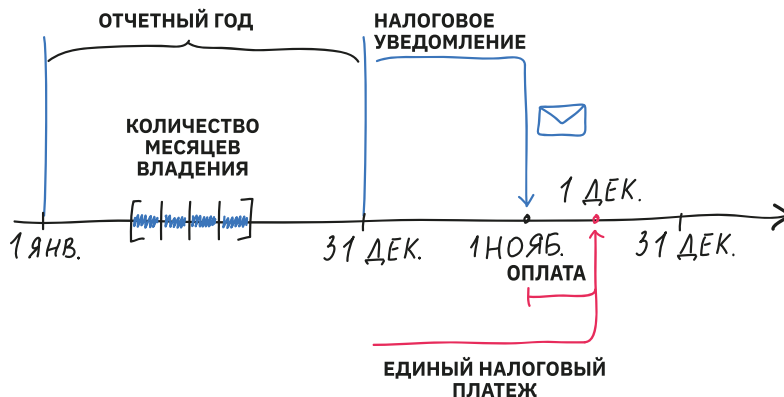 ОТЧЕТНЫЙ ГОД
НАЛОГОВОЕ
УВЕДОМЛЕНИЕ
КОЛИЧЕСТВО
МЕСЯЦЕВ
ВЛАДЕНИЯ
1 ДЕК.
1 ЯНВ.
31 ДЕК.
1 НОЯБ.
31 ДЕК.
ОПЛАТА
ЕДИНЫЙ НАЛОГОВЫЙ
ПЛАТЕЖ